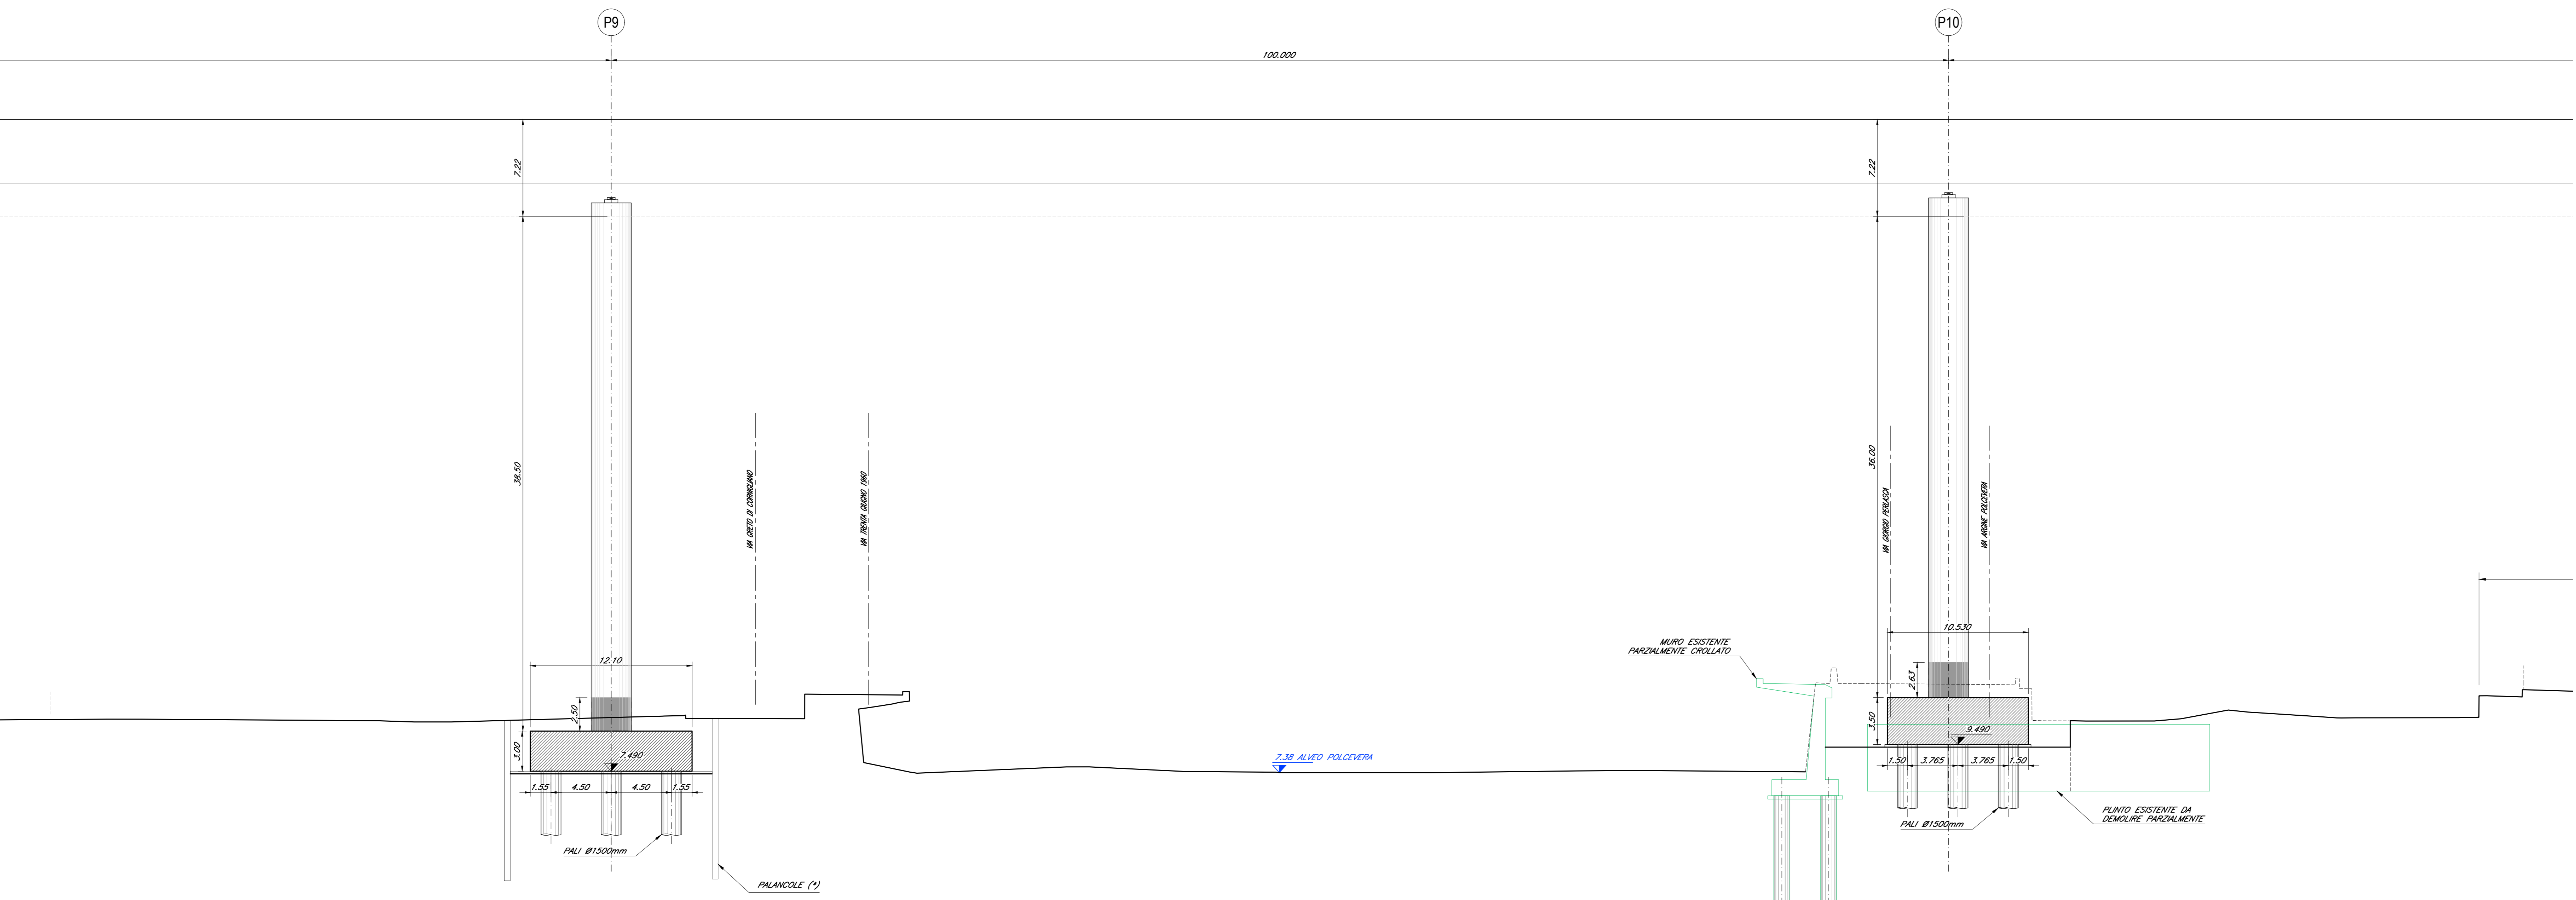 P9
P10
100.000
7.22
7.22
38.50
36.00
VIA GRETO DI CORNIGLIANO
VIA TRENTA GIUGNO 1960
VIA GIORGIO PERLASCA
VIA ARGINE POLCEVERA
12.10
2.50
3.00
7.490
1.55
4.50
4.50
1.55
PALI Ø1500mm
PALANCOLE (*)
7.38 ALVEO POLCEVERA
MURO ESISTENTE
PARZIALMENTE CROLLATO
10.530
2.63
3.50
9.490
1.50
3.765
3.765
1.50
PALI Ø1500mm
PLINTO ESISTENTE DA
DEMOLIRE PARZIALMENTE